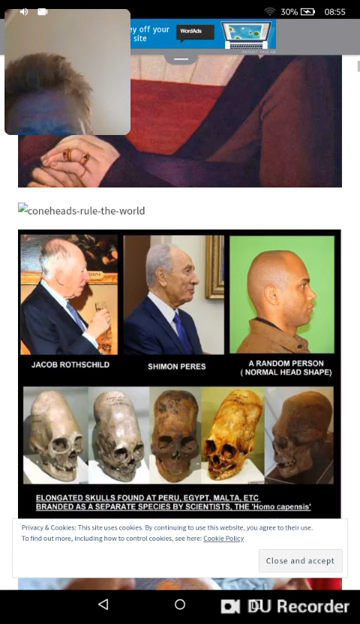 30%
08:55
ey off your
site
WordAds
coneheads-rule-the-world
JACOB ROTHSCHILD
SHIMON PERES
A RANDOM PERSON
( NORMAL HEAD SHAPE)
ELONGATED SKULLS FOUND AT PERU, EGYPT, MALTA, ETC
BRANDED AS A SEPARATE SPECIES BY SCIENTISTS, THE 'Homo capensis'
Privacy & Cookies: This site uses cookies. By continuing to use this website, you agree to their use.
To find out more, including how to control cookies, see here: Cookie Policy
Close and accept
DU Recorder